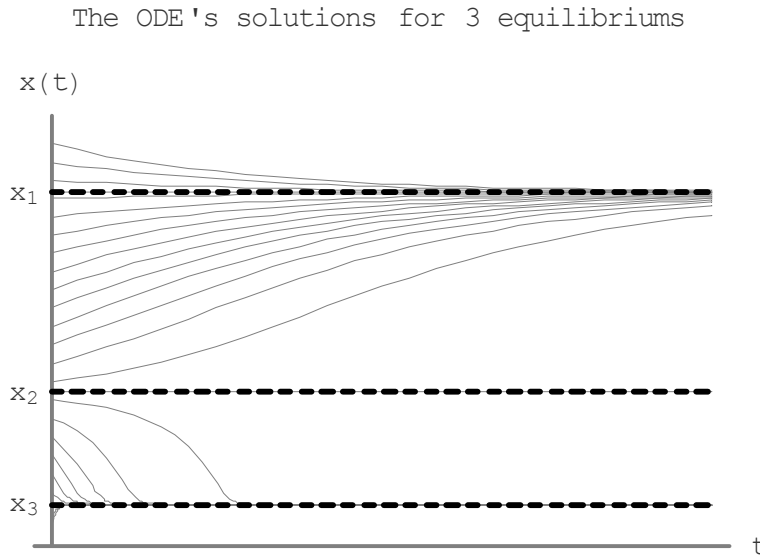 The ODE's solutions for 3 equilibriums
x(t)
x₁
x₂
x₃
t